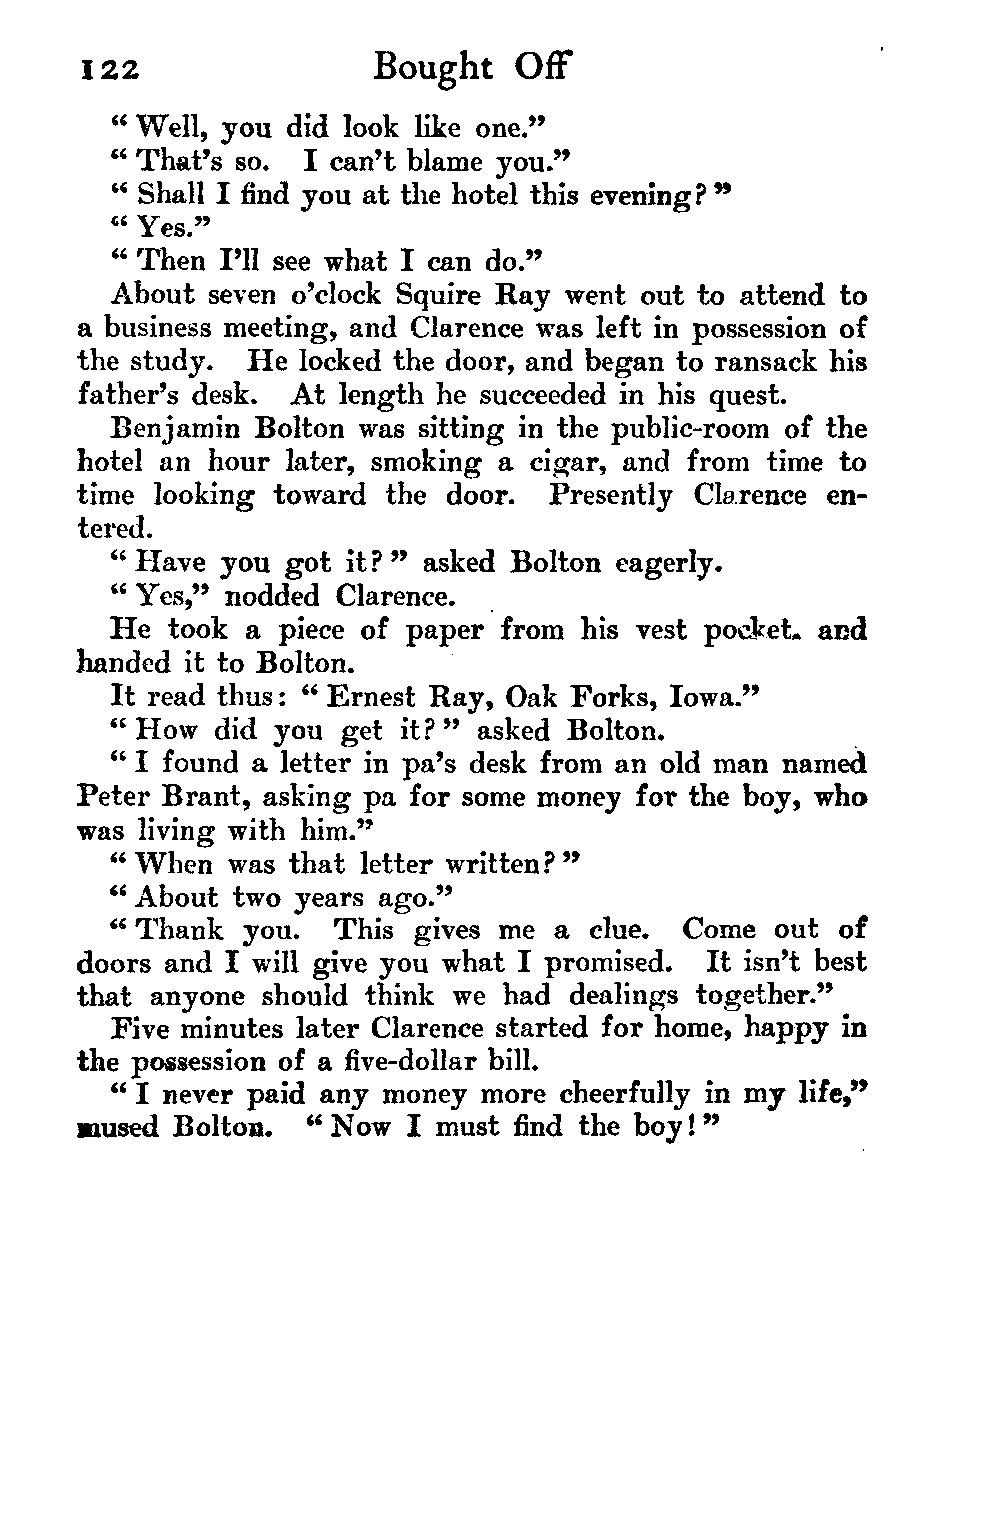 122 Bought Off
“ Well, you did look like one.”
“ That’s so. I can’t blame you.”
“ Shall I find you at the hotel this evening? ”
“ Yes.”
“ Then I’ll see what I can do.”
About seven o’clock Squire Ray went out to attend to
a business meeting, and Clarence was left in possession of
the study. He locked the door, and began to ransack his
father’s desk. At length he succeeded in his quest.
Benjamin Bolton was sitting in the public-room of the
hotel an hour later, smoking a cigar, and from time to
time looking toward the door. Presently Clarence en-
tered.
“ Have you got it? ” asked Bolton eagerly.
“ Yes,” nodded Clarence.
He took a piece of paper from his vest pocket. and
handed it to Bolton.
It read thus: “ Ernest Ray, Oak Forks, Iowa.”
“ How did you get it? ” asked Bolton.
“ I found a letter in pa’s desk from an old man named
Peter Brant, asking pa for some money for the boy, who
was living with him.”
“ When was that letter written? ”
“ About two years ago.”
“ Thank you. This gives me a clue. Come out of
doors and I will give you what I promised. It isn’t best
that anyone should think we had dealings together.”
Five minutes later Clarence started for home, happy in
the possession of a five-dollar bill.
“ I never paid any money more cheerfully in my life,”
mused Bolton. “ Now I must find the boy! ”